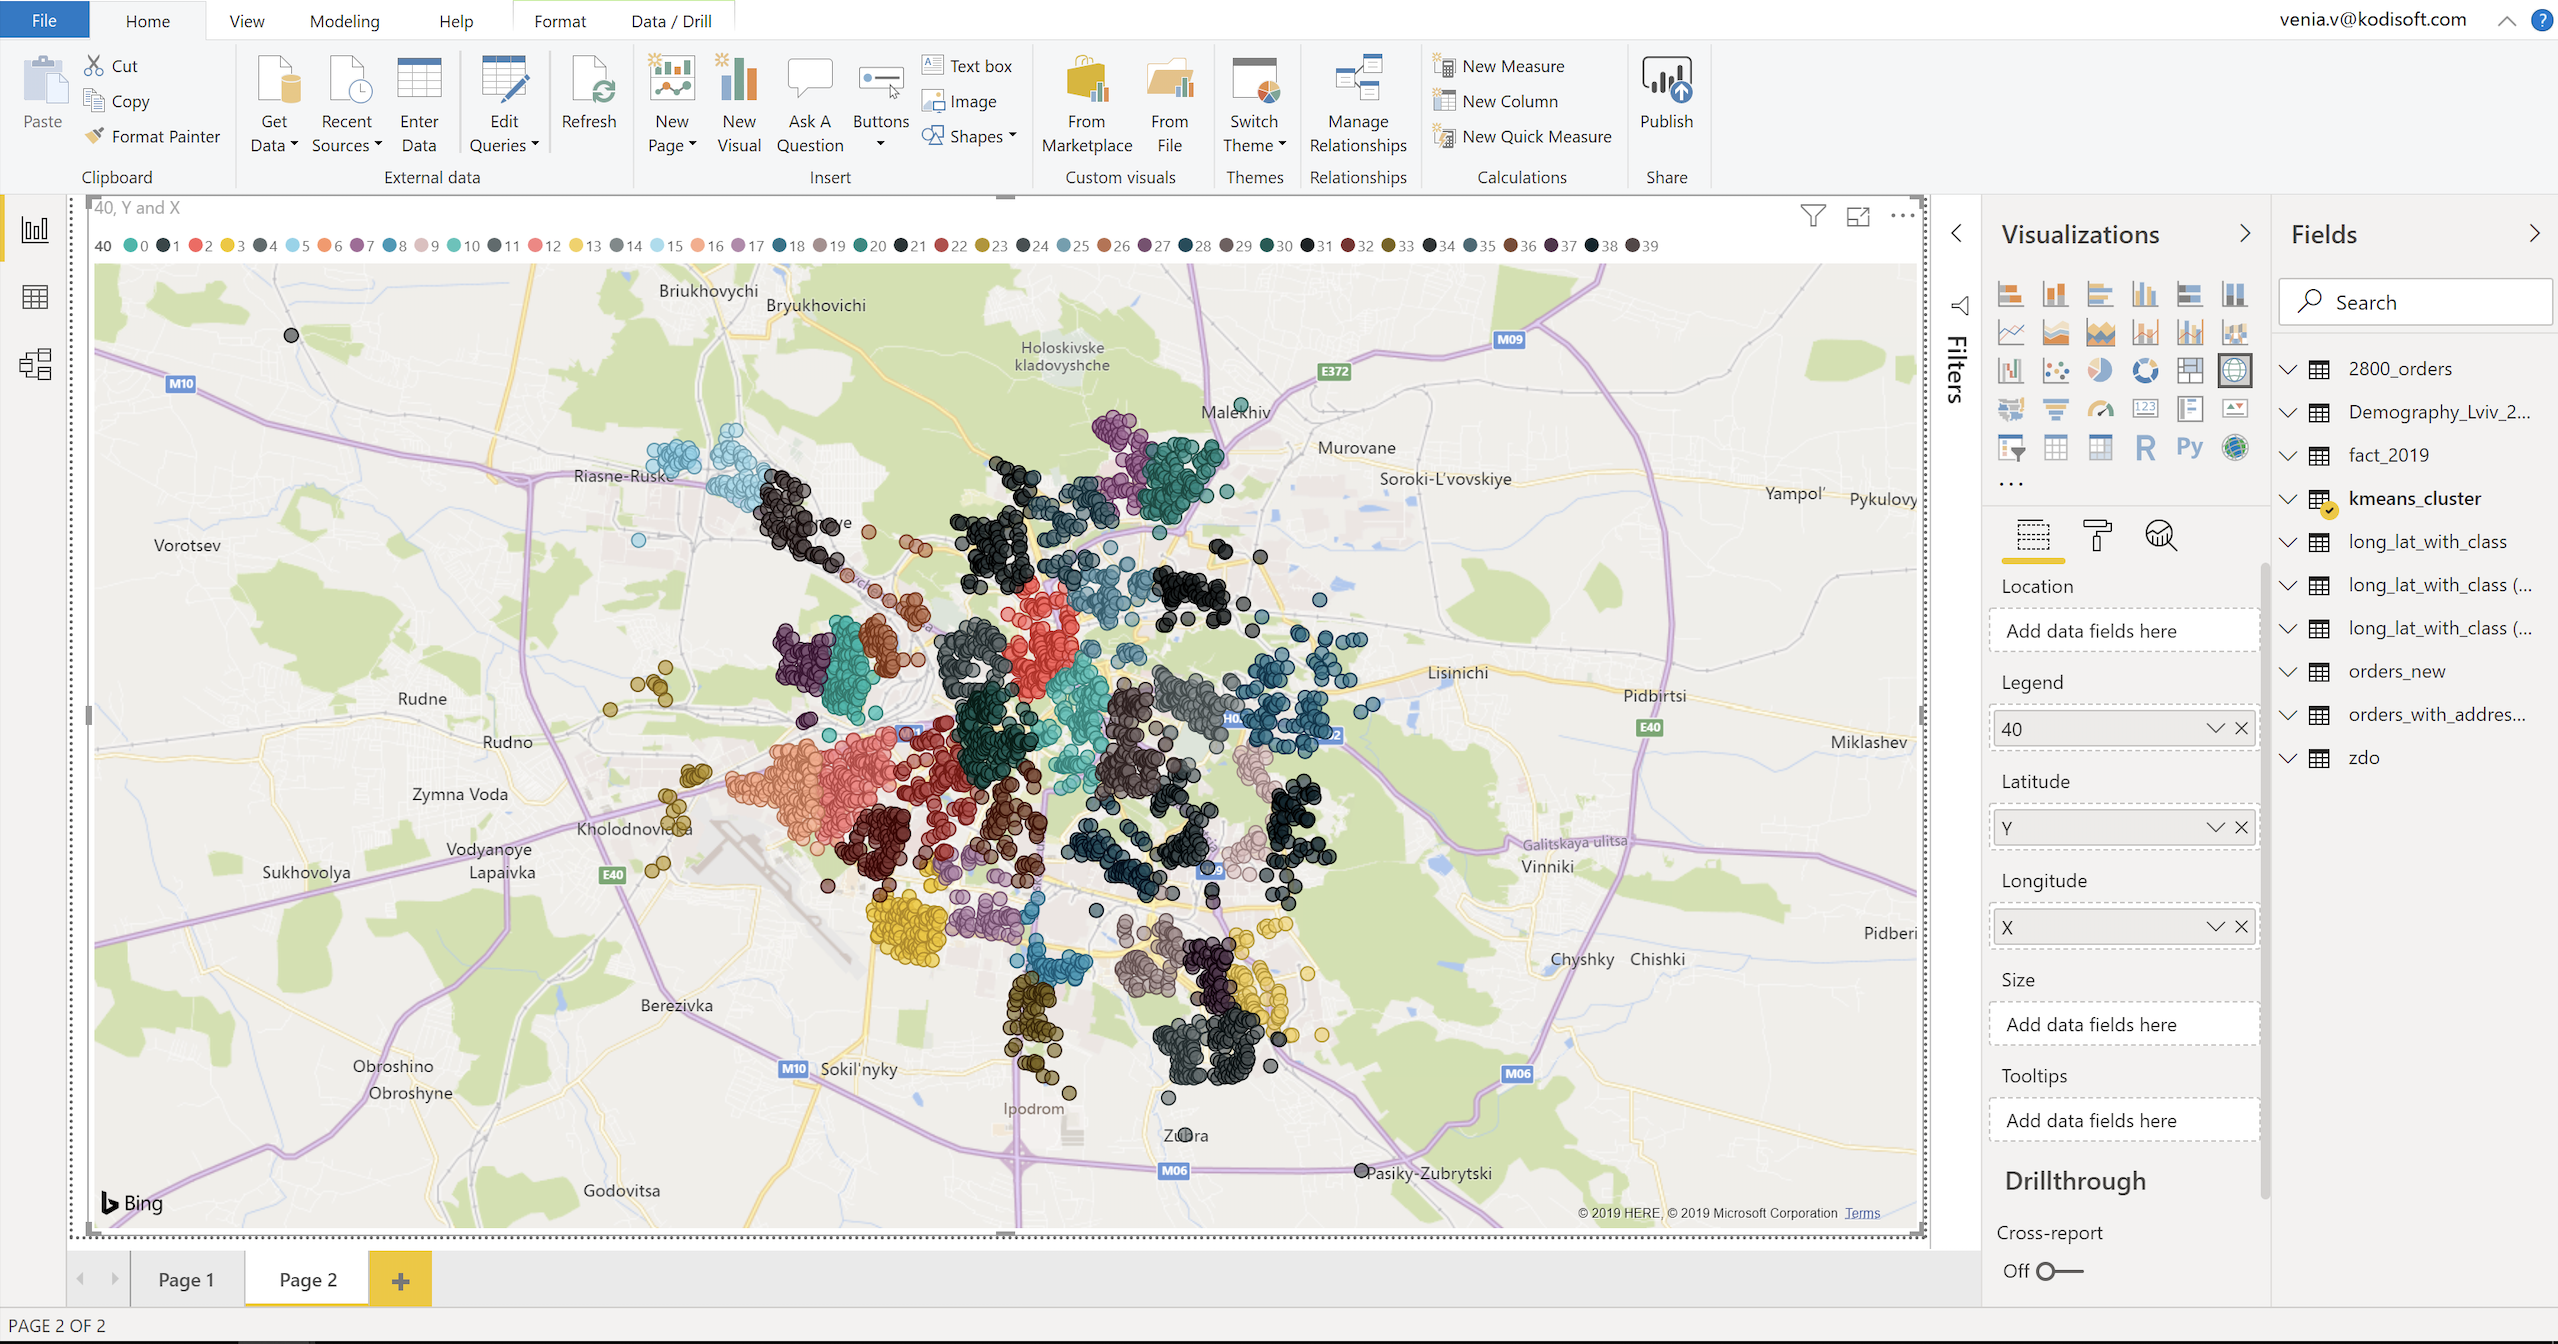 File Home View Modeling Help Format Data / Drill venia.v@kodisoft.com ?
Paste
Cut
Copy
Format Painter
Clipboard
Get Data
Recent Sources
Enter Data
Edit Queries
Refresh
External data
New Page
New Visual
Ask A Question
Buttons
Text box
Image
Shapes
Insert
From Marketplace
From File
Custom visuals
Switch Theme
Themes
Manage Relationships
Relationships
New Measure
New Column
New Quick Measure
Calculations
Publish
Share
40, Y and X
40 0 1 2 3 4 5 6 7 8 9 10 11 12 13 14 15 16 17 18 19 20 21 22 23 24 25 26 27 28 29 30 31 32 33 34 35 36 37 38 39
Briukhovychi
Bryukhovichi
Holoskivske
kladovyshche
M09
E372
M10
Malekhiv
Murovane
Riasne-Ruske
Soroki-L'vovskiye
Yampol'
Pykulovy
Vorotsev
Lisinichi
Rudne
Pidbirtsi
E40
Rudno
Miklashev
Zymna Voda
Vodyanoye
Galitskaya ulitsa
Sukhovolya
Lapaivka
E40
Vinniki
Pideri
Chyshky
Chishki
Berezivka
Obroshino
M10
Sokil'nyky
M06
Obroshyne
Ipodrom
Zubra
M06
Pasiky-Zubrytski
Godovitsa
Bing
© 2019 HERE, © 2019 Microsoft Corporation Terms
Filters
Visualizations
123
R
Py
Location
Add data fields here
Legend
40
Latitude
Y
Longitude
X
Size
Add data fields here
Tooltips
Add data fields here
Drillthrough
Cross-report
Off
Fields
Search
2800_orders
Demography_Lviv_2...
fact_2019
kmeans_cluster
long_lat_with_class
long_lat_with_class (...
long_lat_with_class (...
orders_new
orders_with_addres...
zdo
Page 1
Page 2
+
PAGE 2 OF 2